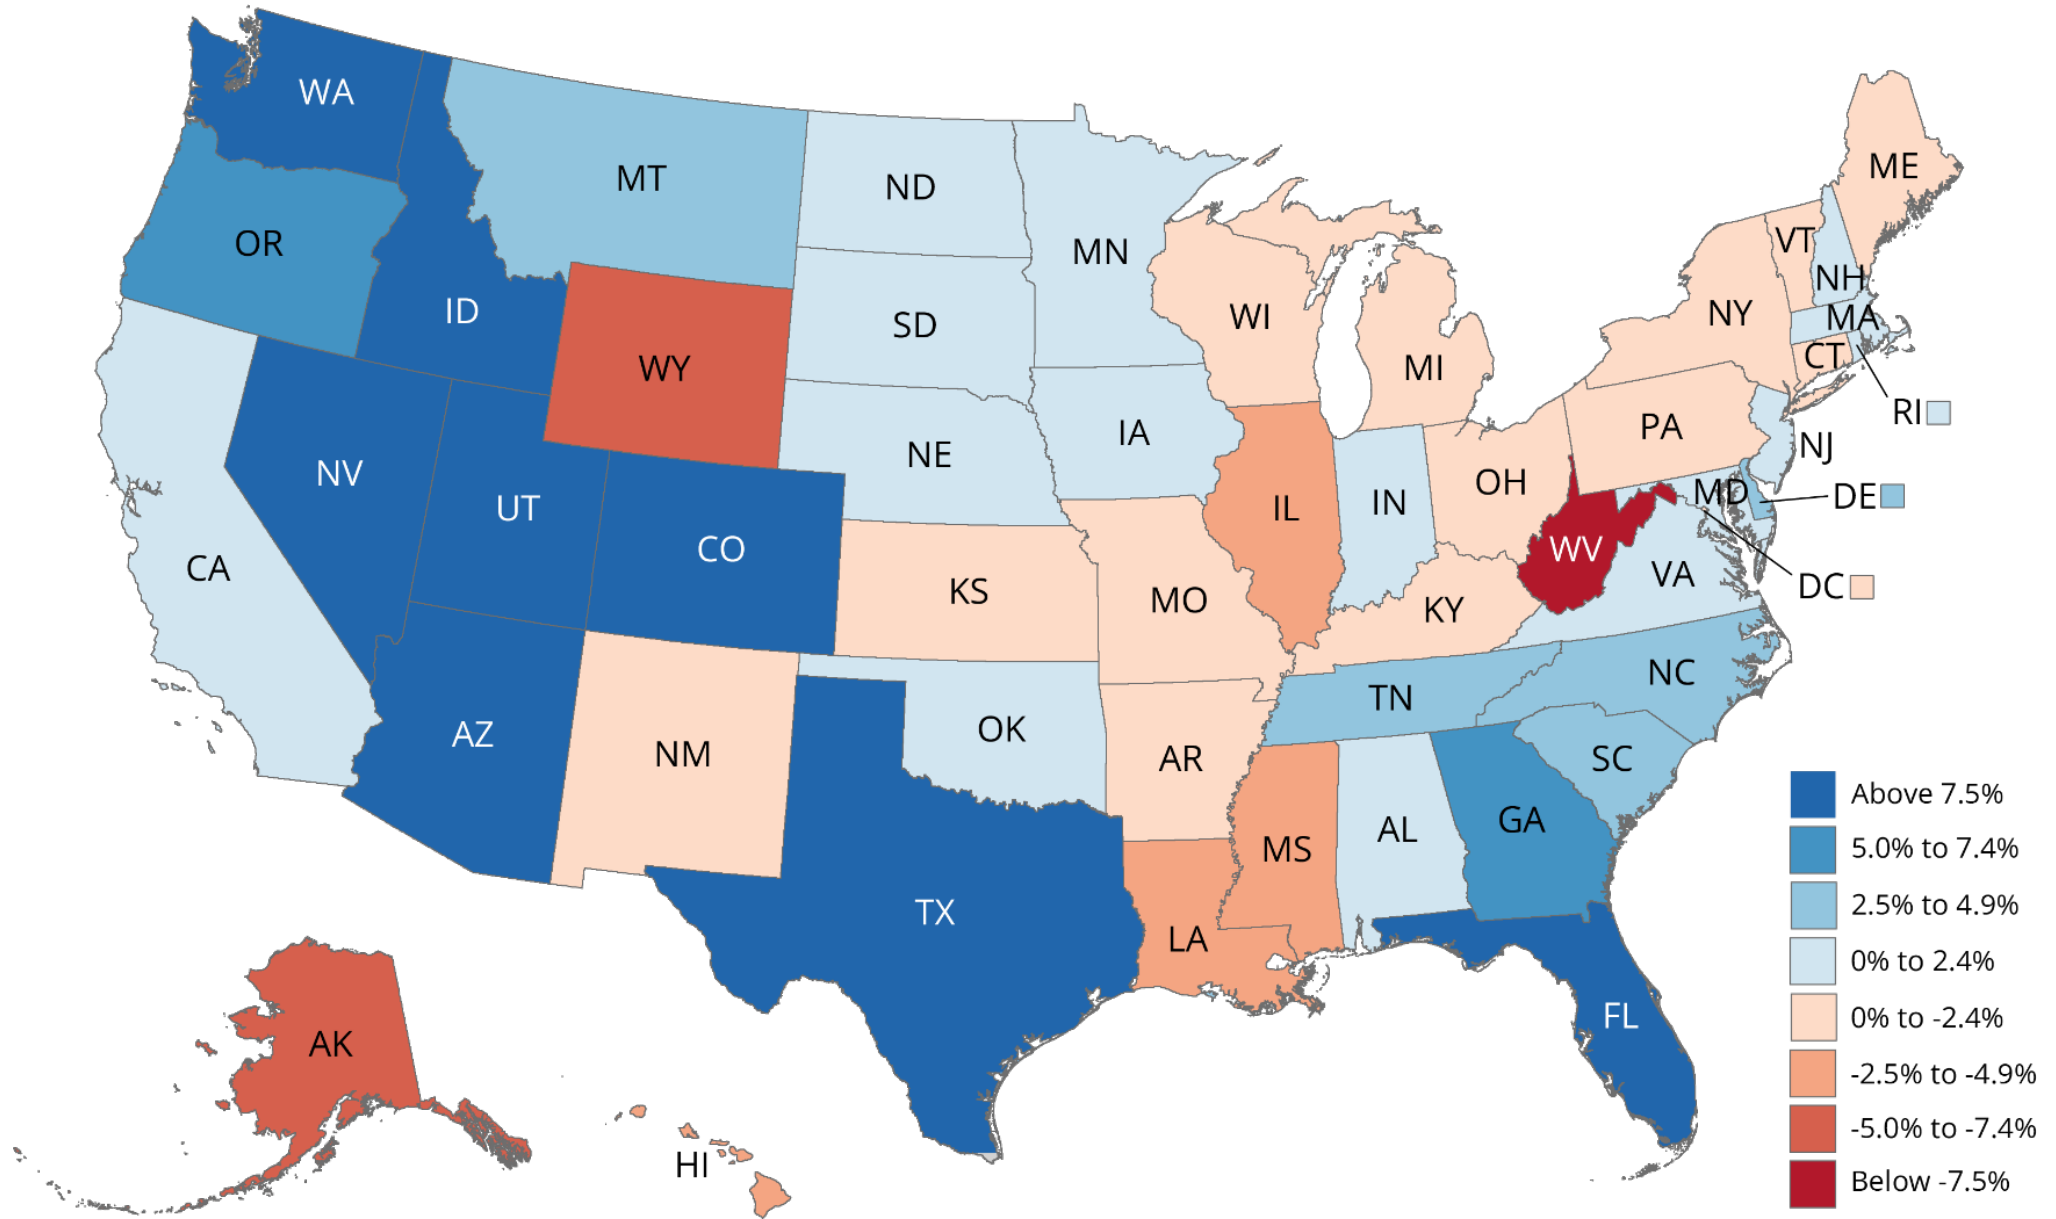 WA
MT
ND
MN
ME
OR
ID
SD
WI
MI
NY
VT
NH
MA
CT
RI
WY
NE
IA
PA
NJ
NV
UT
CO
IL
IN
OH
MD
DE
WV
VA
DC
CA
KS
MO
KY
AZ
NM
OK
AR
TN
NC
SC
TX
LA
MS
AL
GA
FL
AK
HI
Above 7.5%
5.0% to 7.4%
2.5% to 4.9%
0% to 2.4%
0% to -2.4%
-2.5% to -4.9%
-5.0% to -7.4%
Below -7.5%